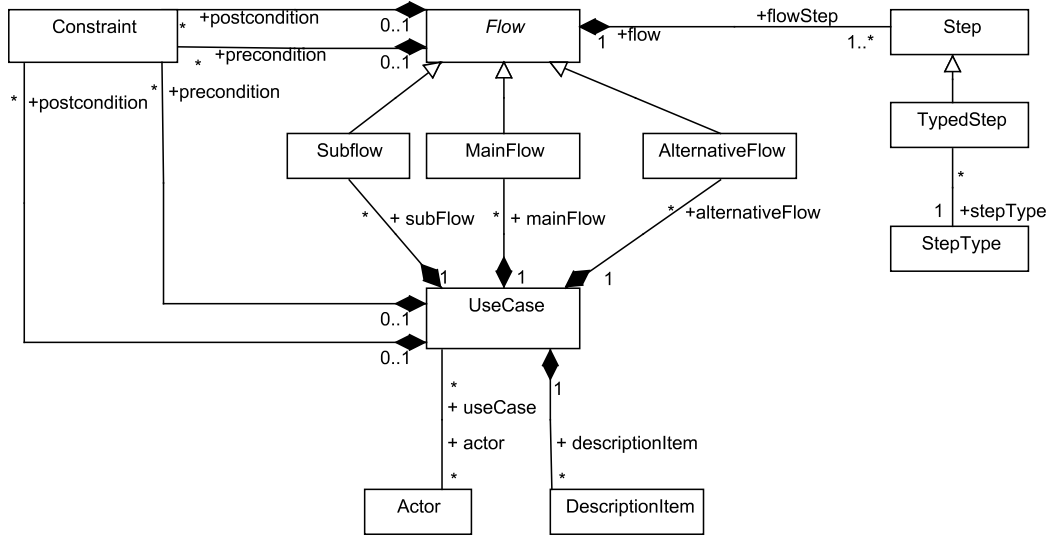 Constraint
*
+postcondition
0..1
Flow
1
+flow
+flowStep
1..*
Step
*
+precondition
0..1
*
+postcondition
*
+precondition
Subflow
MainFlow
AlternativeFlow
TypedStep
*
1
+stepType
StepType
*
+ subFlow
*
+ mainFlow
*
+alternativeFlow
1
1
1
UseCase
0..1
0..1
*
+ useCase
+ actor
*
1
+ descriptionItem
*
Actor
DescriptionItem